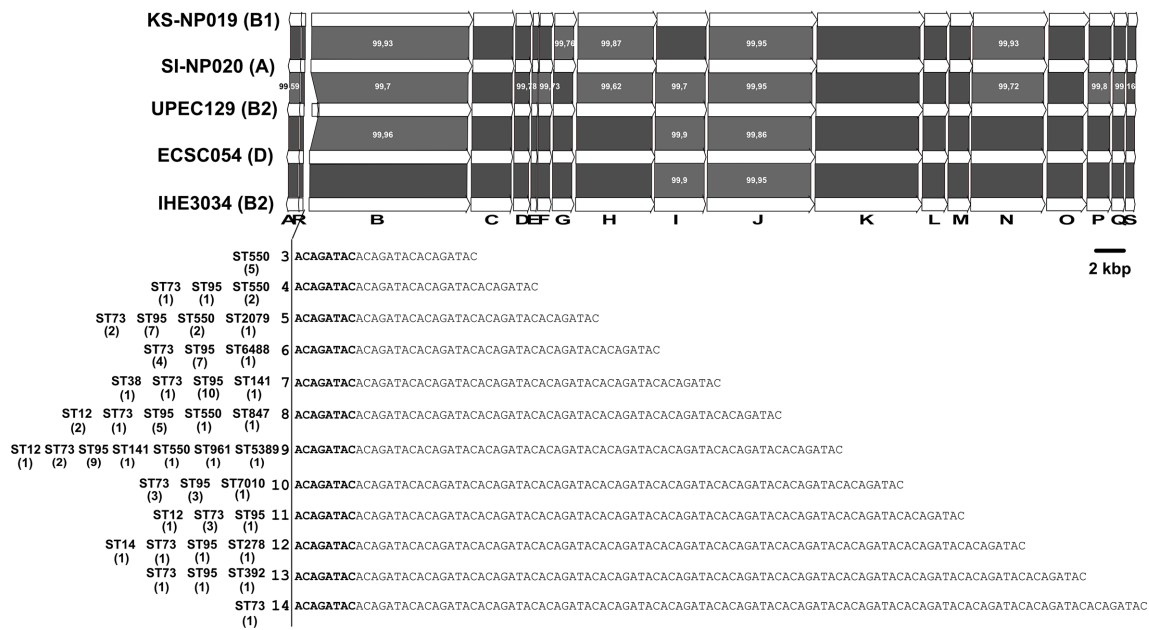 KS-NP019 (B1)
99,93 99,76 99,87 99,95 99,93
SI-NP020 (A)
99,59 99,7 99,78 99,73 99,62 99,7 99,95 99,72 99,8 99,16
UPEC129 (B2)
99,96 99,9 99,86
ECSC054 (D)
99,9 99,95
IHE3034 (B2)
A R B C D E F G H I J K L M N O P Q S
2 kbp
ST550 3 ACAGATACACAGATACACAGATAC
(5)
ST73 ST95 ST550 4 ACAGATACACAGATACACAGATACACAGATAC
(1) (1) (2)
ST73 ST95 ST550 ST2079 5 ACAGATACACAGATACACAGATACACAGATACACAGATAC
(2) (7) (2) (1)
ST73 ST95 ST6488 6 ACAGATACACAGATACACAGATACACAGATACACAGATACACAGATAC
(4) (7) (1)
ST38 ST73 ST95 ST141 7 ACAGATACACAGATACACAGATACACAGATACACAGATACACAGATACACAGATAC
(1) (1) (10) (1)
ST12 ST73 ST95 ST550 ST847 8 ACAGATACACAGATACACAGATACACAGATACACAGATACACAGATACACAGATACACAGATAC
(2) (1) (5) (1) (1)
ST12 ST73 ST95 ST141 ST550 ST961 ST5389 9 ACAGATACACAGATACACAGATACACAGATACACAGATACACAGATACACAGATACACAGATACACAGATAC
(1) (2) (9) (1) (1) (1) (1)
ST73 ST95 ST7010 10 ACAGATACACAGATACACAGATACACAGATACACAGATACACAGATACACAGATACACAGATACACAGATACACAGATAC
(3) (3) (1)
ST12 ST73 ST95 11 ACAGATACACAGATACACAGATACACAGATACACAGATACACAGATACACAGATACACAGATACACAGATACACAGATACACAGATAC
(1) (3) (1)
ST14 ST73 ST95 ST278 12 ACAGATACACAGATACACAGATACACAGATACACAGATACACAGATACACAGATACACAGATACACAGATACACAGATACACAGATACACAGATAC
(1) (1) (1) (1)
ST73 ST95 ST392 13 ACAGATACACAGATACACAGATACACAGATACACAGATACACAGATACACAGATACACAGATACACAGATACACAGATACACAGATACACAGATACACAGATAC
(1) (1) (1)
ST73 14 ACAGATACACAGATACACAGATACACAGATACACAGATACACAGATACACAGATACACAGATACACAGATACACAGATACACAGATACACAGATACACAGATACACAGATAC
(1)